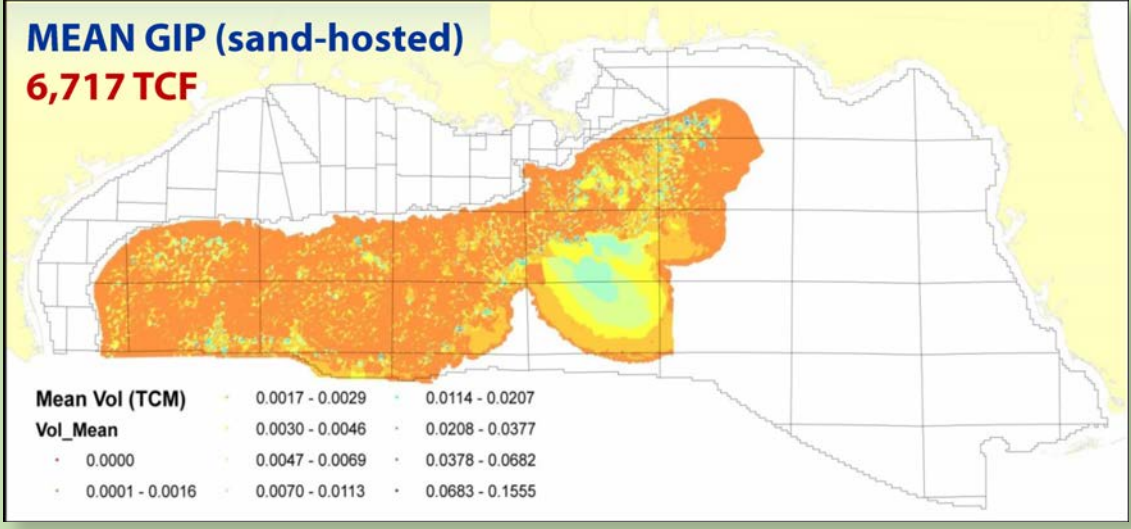 MEAN GIP (sand-hosted)
6,717 TCF
Mean Vol (TCM)
Vol_Mean
0.0000
0.0001 - 0.0016
0.0017 - 0.0029
0.0030 - 0.0046
0.0047 - 0.0069
0.0070 - 0.0113
0.0114 - 0.0207
0.0208 - 0.0377
0.0378 - 0.0682
0.0683 - 0.1555